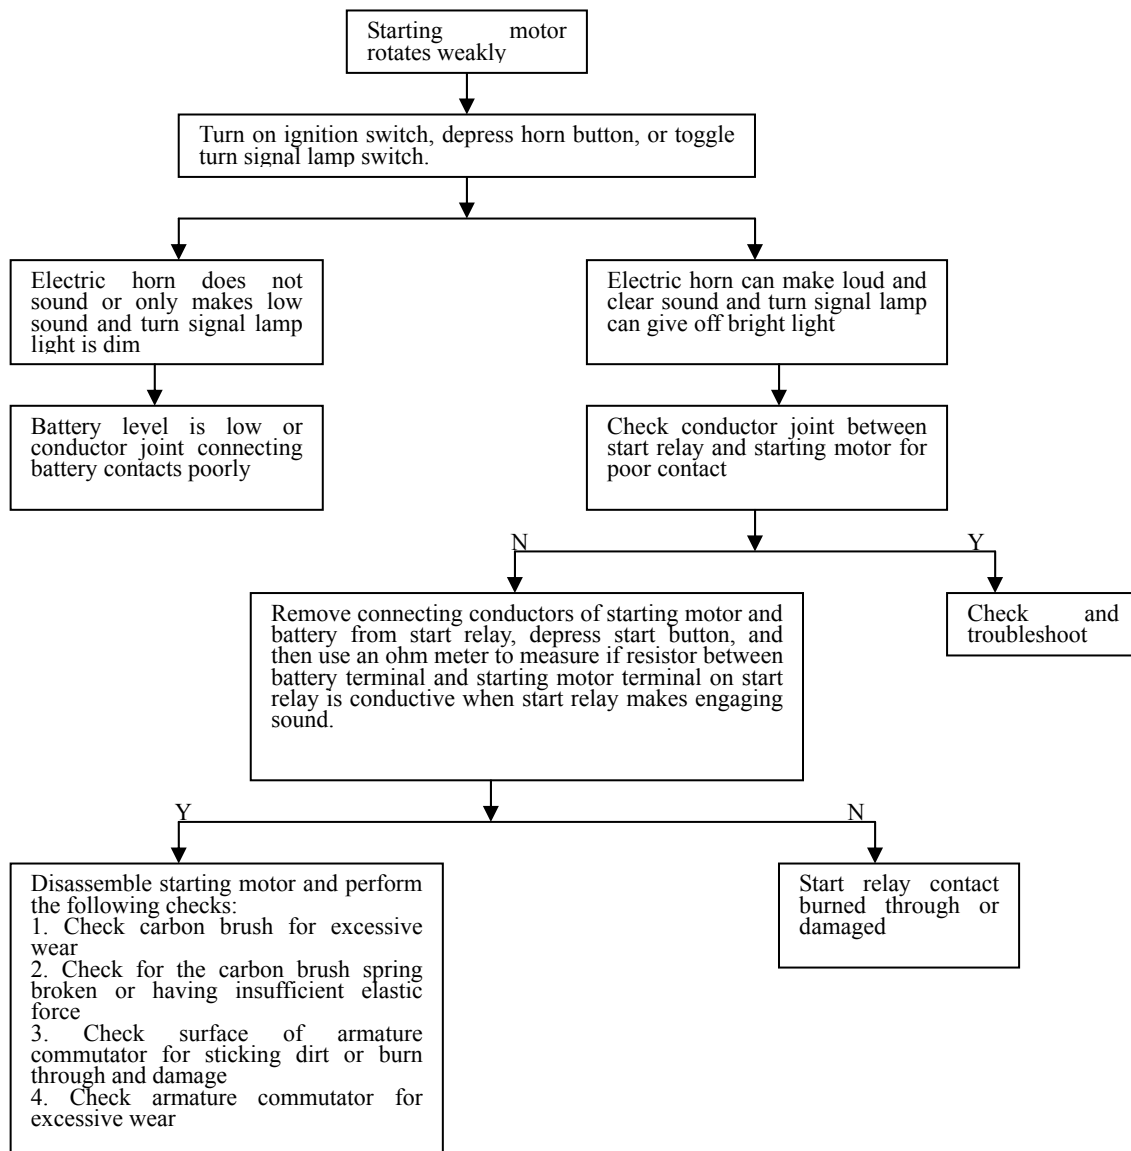 Starting motor
rotates weakly
Turn on ignition switch, depress horn button, or toggle
turn signal lamp switch.
Electric horn does not
sound or only makes low
sound and turn signal lamp
light is dim
Electric horn can make loud and
clear sound and turn signal lamp
can give off bright light
Battery level is low or
conductor joint connecting
battery contacts poorly
Check conductor joint between
start relay and starting motor for
poor contact
N
Y
Remove connecting conductors of starting motor and
battery from start relay, depress start button, and
then use an ohm meter to measure if resistor between
battery terminal and starting motor terminal on start
relay is conductive when start relay makes engaging
sound.
Check and
troubleshoot
Y
N
Disassemble starting motor and perform
the following checks:
1. Check carbon brush for excessive
wear
2. Check for the carbon brush spring
broken or having insufficient elastic
force
3. Check surface of armature
commutator for sticking dirt or burn
through and damage
4. Check armature commutator for
excessive wear
Start relay contact
burned through or
damaged